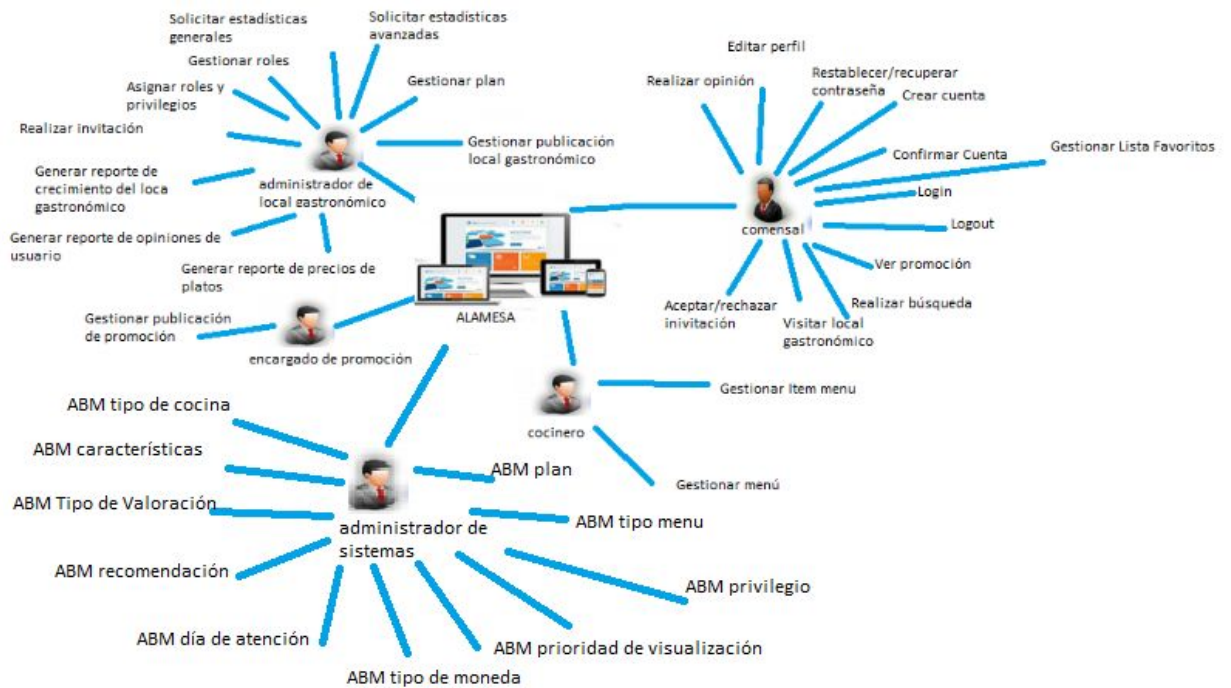 Solicitar estadísticas
generales
Solicitar estadísticas
avanzadas
Gestionar roles
Asignar roles y
privilegios
Gestionar plan
Realizar invitación
Gestionar publicación
local gastronómico
Generar reporte de
crecimiento del loca
gastronómico
administrador de
local gastronómico
Generar reporte de opiniones de
usuario
Generar reporte de precios de
platos
Editar perfil
Realizar opinión
Restablecer/recuperar
contraseña
Crear cuenta
Confirmar Cuenta
Gestionar Lista Favoritos
Login
Logout
comensal
Ver promoción
Realizar búsqueda
Aceptar/rechazar
inivitación
Visitar local
gastronómico
ALAMESA
Gestionar publicación
de promoción
encargado de promoción
Gestionar Item menu
cocinero
Gestionar menú
ABM tipo de cocina
ABM característícas
ABM Tipo de Valoración
ABM plan
ABM tipo menu
administrador de
sistemas
ABM recomendación
ABM privilegio
ABM día de atención
ABM prioridad de visualización
ABM tipo de moneda